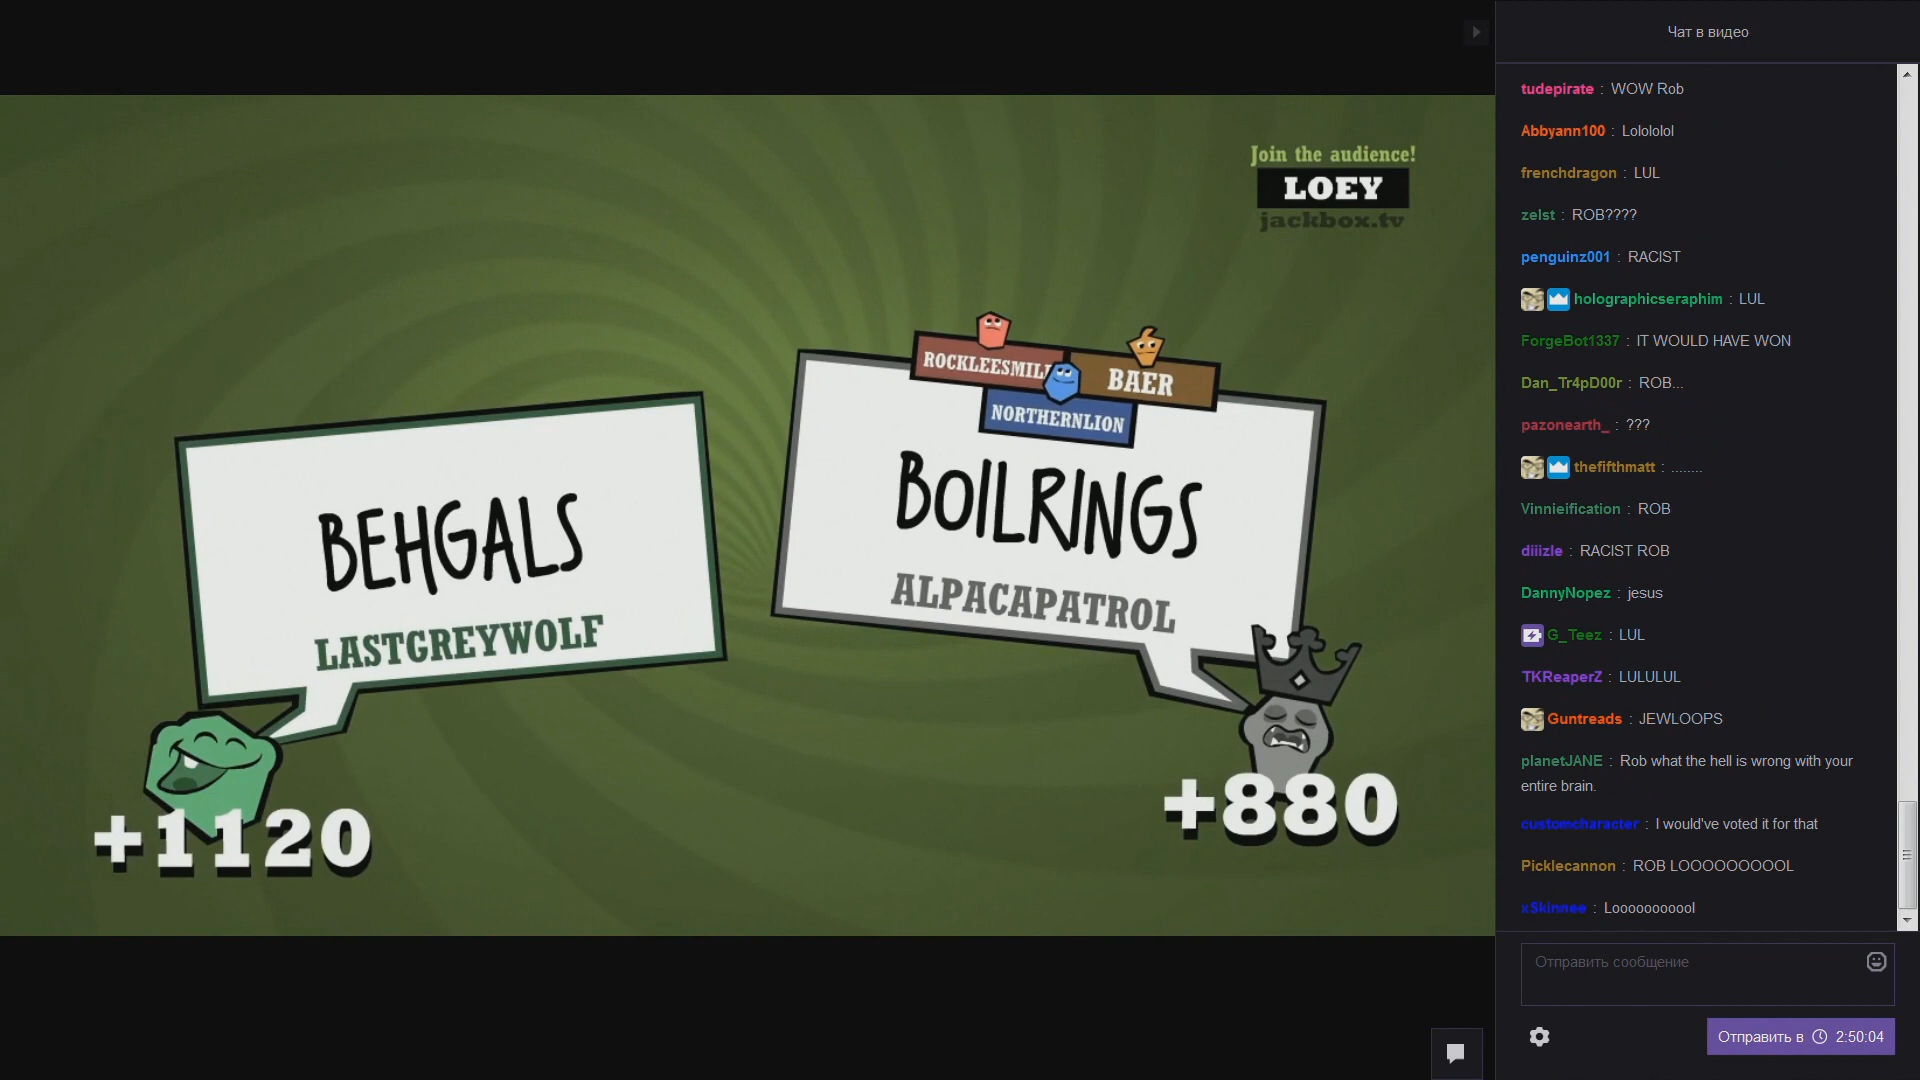 Join the audience!
LOEY
jackbox.tv
BEHGALS
LASTGREYWOLF
+1120
BAER
NORTHERNLION
BOILRINGS
ALPACAPATROL
+880
Чат в видео
tudepirate : WOW Rob
Abbyann100 : Lolololol
frenchdragon : LUL
zelst : ROB????
penguinz001 : RACIST
holographicseraphim : LUL
ForgeBot1337 : IT WOULD HAVE WON
Dan_Tr4pD00r : ROB...
pazonearth_ : ???
thefifthmatt : ........
Vinnieification : ROB
diiizle : RACIST ROB
DannyNopez : jesus
G_Teez : LUL
TKReaperZ : LULULUL
Guntreads : JEWLOOPS
planetJANE : Rob what the hell is wrong with your
entire brain.
customcharacter : I would've voted it for that
Picklecannon : ROB LOOOOOOOOOL
xSkinnee : Looooooooool
Отправить сообщение
Отправить в 2:50:04